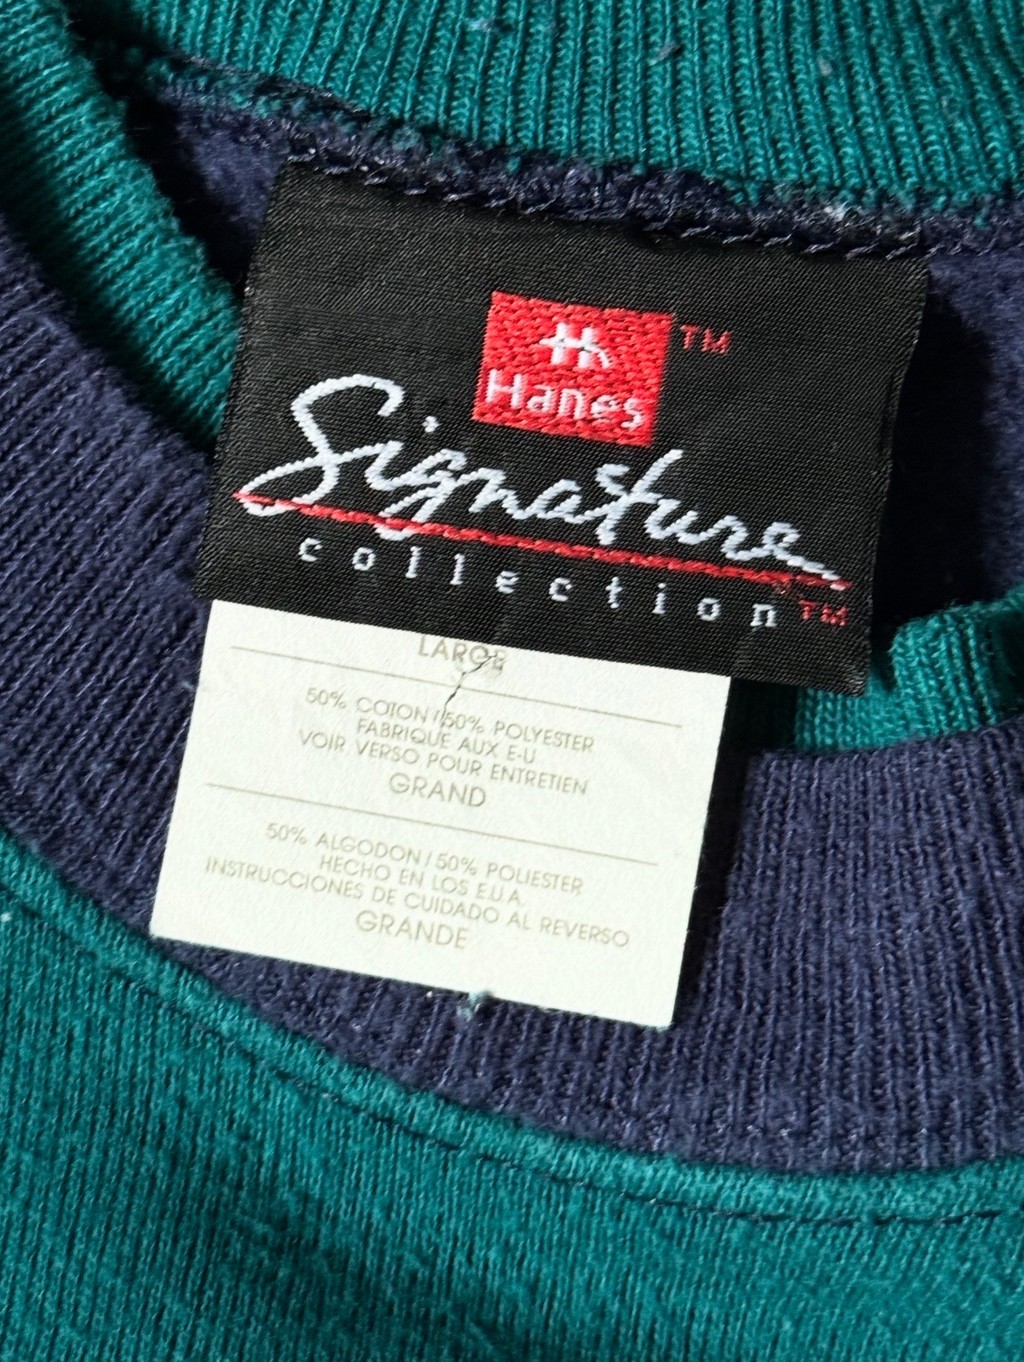 TM
Hanes
Signature
collection TM
LARGE
50% COTON / 50% POLYESTER
FABRIQUE AUX E-U
VOIR VERSO POUR ENTRETIEN
GRAND
50% ALGODON / 50% POLIESTER
HECHO EN LOS E.U.A.
INSTRUCCIONES DE CUIDADO AL REVERSO
GRANDE